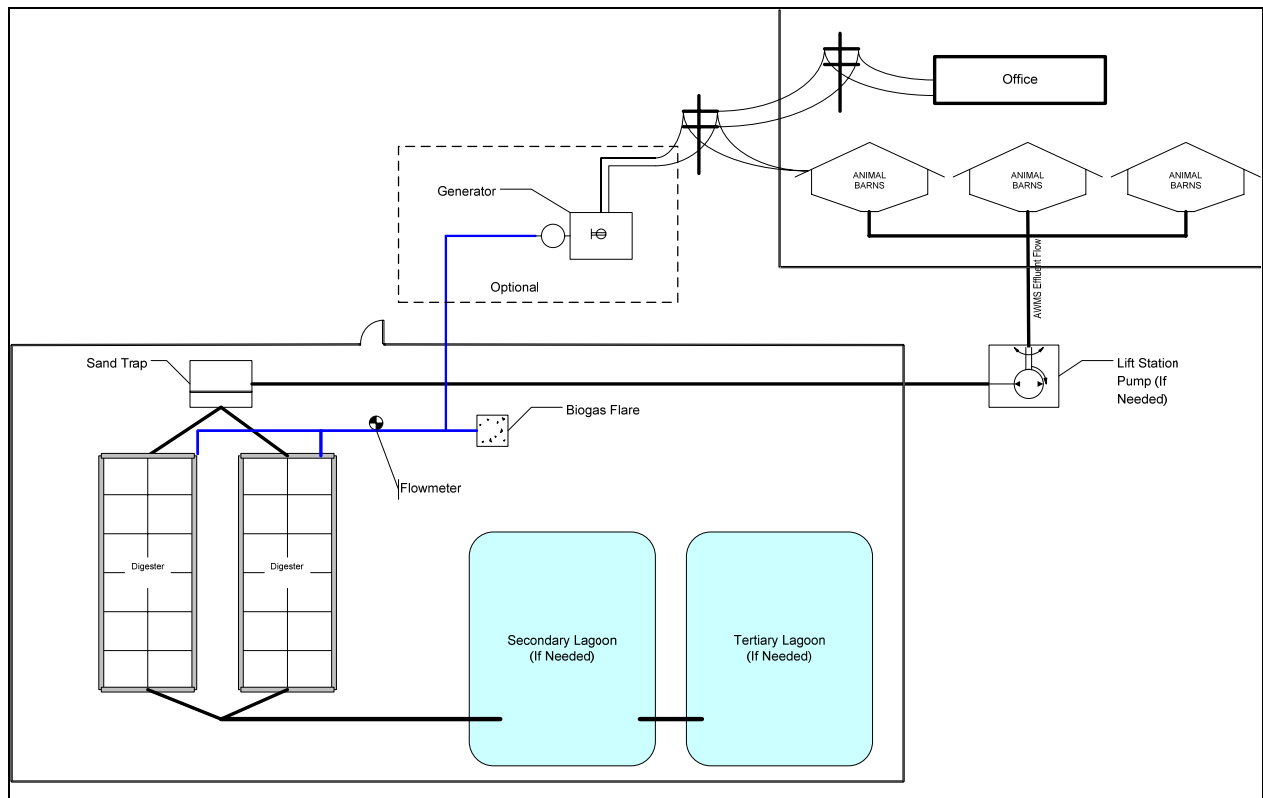 Office
ANIMAL
BARNS
ANIMAL
BARNS
ANIMAL
BARNS
Generator
Optional
AWMS Effluent Flow
Sand Trap
Lift Station
Pump (If
Needed)
Biogas Flare
Flowmeter
Digester
Digester
Secondary Lagoon
(If Needed)
Tertiary Lagoon
(If Needed)